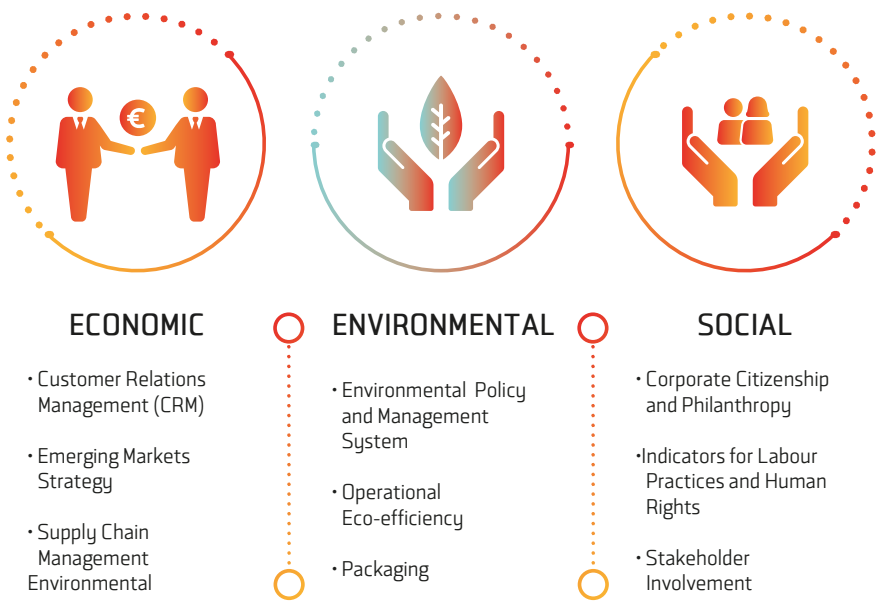 €
ECONOMIC
• Customer Relations
Management (CRM)
• Emerging Markets
Strategy
• Supply Chain
Management
Environmental
ENVIRONMENTAL
• Environmental Policy
and Management
System
• Operational
Eco-efficiency
• Packaging
SOCIAL
• Corporate Citizenship
and Philanthropy
•Indicators for Labour
Practices and Human
Rights
• Stakeholder
Involvement